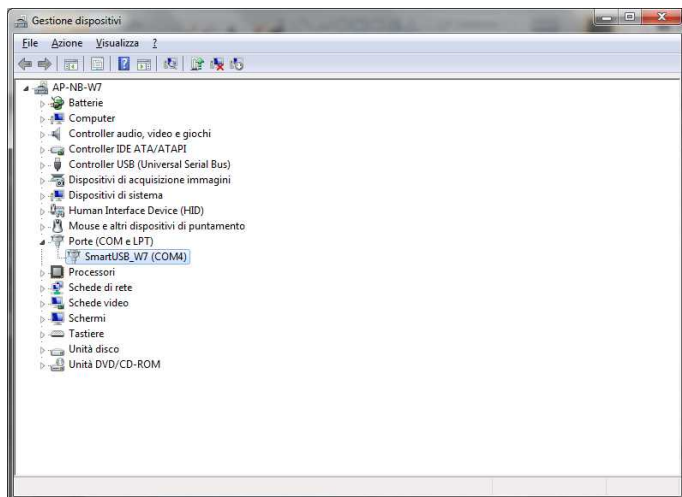 Gestione dispositivi
File Azione Visualizza ?
AP-NB-W7
Batterie
Computer
Controller audio, video e giochi
Controller IDE ATA/ATAPI
Controller USB (Universal Serial Bus)
Dispositivi di acquisizione immagini
Dispositivi di sistema
Human Interface Device (HID)
Mouse e altri dispositivi di puntamento
Porte (COM e LPT)
SmartUSB_W7 (COM4)
Processori
Schede di rete
Schede video
Schermi
Tastiere
Unità disco
Unità DVD/CD-ROM